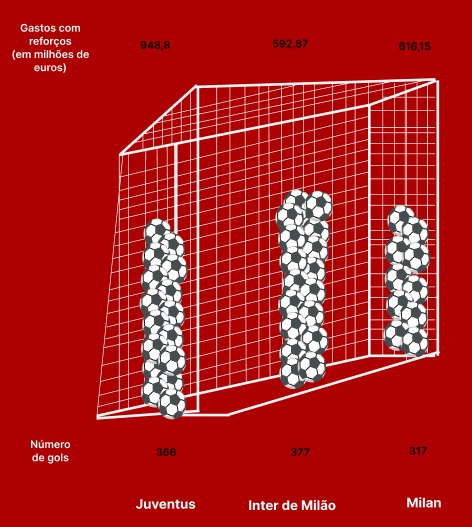 Gastos com
reforços
(em milhões de
euros)
948,8
592,87
616,15
Número
de gols
366
377
317
Juventus
Inter de Milão
Milan